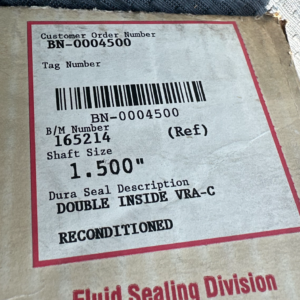 Customer Order Number
BN-0004500
Tag Number
BN-0004500
B/M Number
165214 (Ref)
Shaft Size
1.500"
Dura Seal Description
DOUBLE INSIDE VRA-C
RECONDITIONED
Fluid Sealing Division